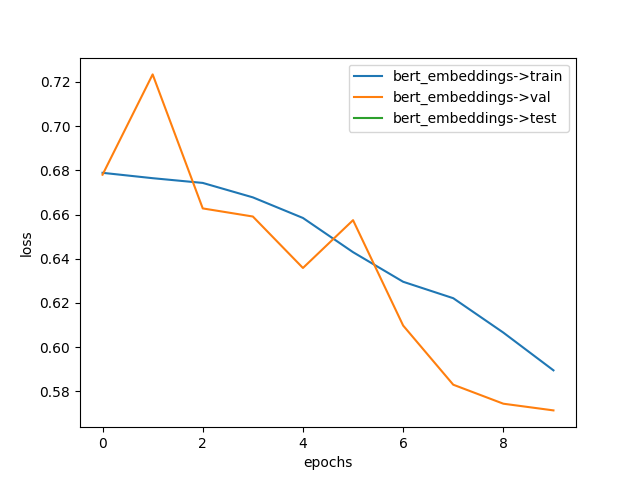 bert_embeddings->train
bert_embeddings->val
bert_embeddings->test
0.72
0.70
0.68
0.66
0.64
0.62
0.60
0.58
loss
0 2 4 6 8
epochs